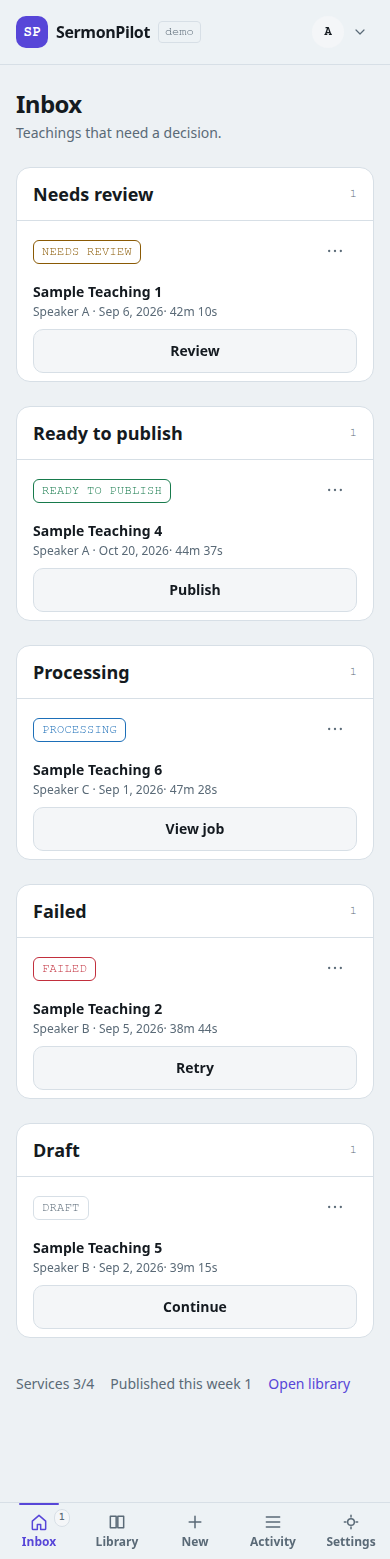 SP SermonPilot demo A
Inbox
Teachings that need a decision.
Needs review 1
NEEDS REVIEW
Sample Teaching 1
Speaker A · Sep 6, 2026· 42m 10s
Review
Ready to publish 1
READY TO PUBLISH
Sample Teaching 4
Speaker A · Oct 20, 2026· 44m 37s
Publish
Processing 1
PROCESSING
Sample Teaching 6
Speaker C · Sep 1, 2026· 47m 28s
View job
Failed 1
FAILED
Sample Teaching 2
Speaker B · Sep 5, 2026· 38m 44s
Retry
Draft 1
DRAFT
Sample Teaching 5
Speaker B · Sep 2, 2026· 39m 15s
Continue
Services 3/4 Published this week 1 Open library
1
Inbox Library New Activity Settings